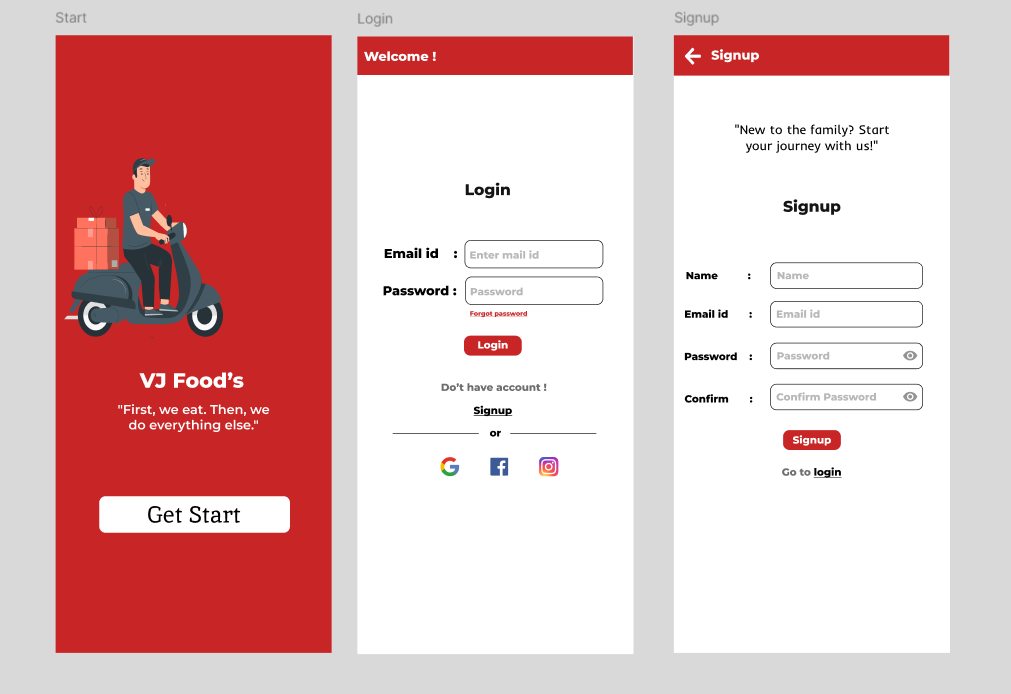 Start
VJ Food's
"First, we eat. Then, we
do everything else."
Get Start
Login
Welcome !
Login
Email id : Enter mail id
Password : Password
Forgot password
Login
Do't have account !
Signup
or
Signup
Signup
"New to the family? Start
your journey with us!"
Signup
Name : Name
Email id : Email id
Password : Password
Confirm : Confirm Password
Signup
Go to login